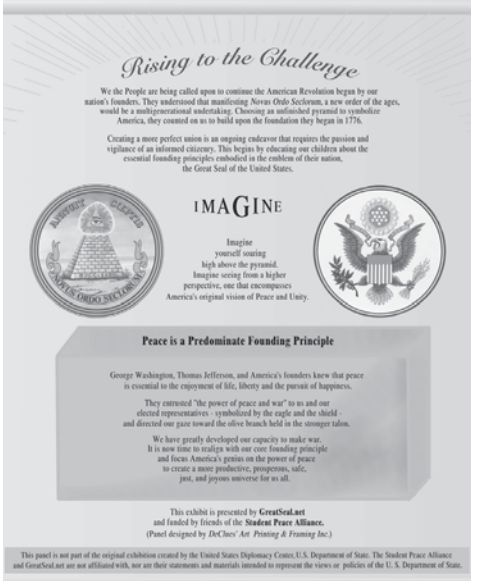 Rising to the Challenge
We the People are being called upon to continue the American Revolution begun by our
nation's founders. They understood that manifesting Novus Ordo Seclorum, a new order of the ages,
would be a multigenerational undertaking. Choosing an unfinished pyramid to symbolize
America, they counted on us to build upon the foundation they began in 1776.
Creating a more perfect union is an ongoing endeavor that requires the passion and
vigilance of an informed citizenry. This begins by educating our children about the
essential founding principles embodied in the emblem of their nation,
the Great Seal of the United States.
ANNUIT CŒPTIS
NOVUS ORDO SECLORUM
IMAGINE
Imagine
yourself soaring
high above the pyramid.
Imagine seeing from a higher
perspective, one that encompasses
America's original vision of Peace and Unity.
Peace is a Predominate Founding Principle
George Washington, Thomas Jefferson, and America's founders knew that peace
is essential to the enjoyment of life, liberty and the pursuit of happiness.
They entrusted "the power of peace and war" to us and our
elected representatives - symbolized by the eagle and the shield -
and directed our gaze toward the olive branch held in the stronger talon.
We have greatly developed our capacity to make war.
It is now time to realign with our core founding principle
and focus America's genius on the power of peace
to create a more productive, prosperous, safe,
just, and joyous universe for us all.
This exhibit is presented by GreatSeal.net
and funded by friends of the Student Peace Alliance.
(Panel designed by DeClues' Art Printing & Framing Inc.)
This panel is not part of the original exhibition created by the United States Diplomacy Center, U.S. Department of State. The Student Peace Alliance
and GreatSeal.net are not affiliated with, nor are their statements and materials intended to represent the views or policies of the U. S. Department of State.